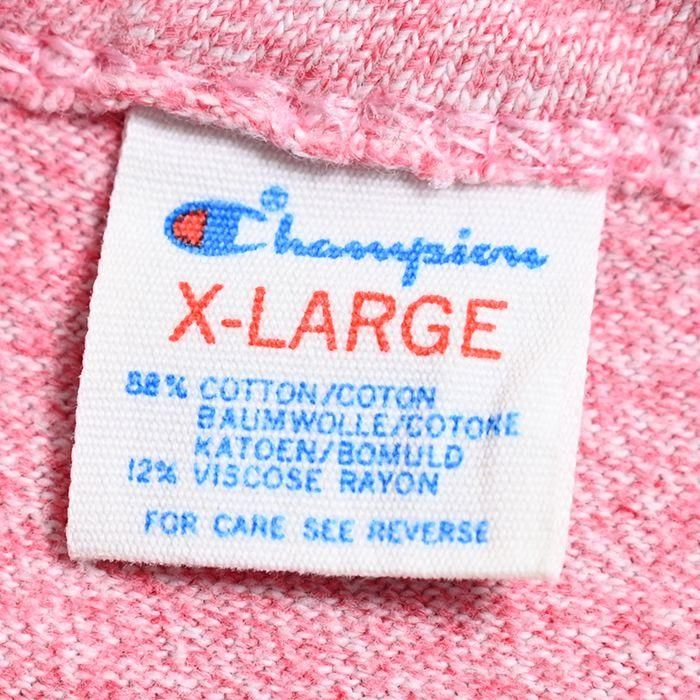 Champion
X-LARGE
88% COTTON/COTON
BAUMWOLLE/COTONE
KATOEN/BOMULD
12% VISCOSE RAYON
FOR CARE SEE REVERSE